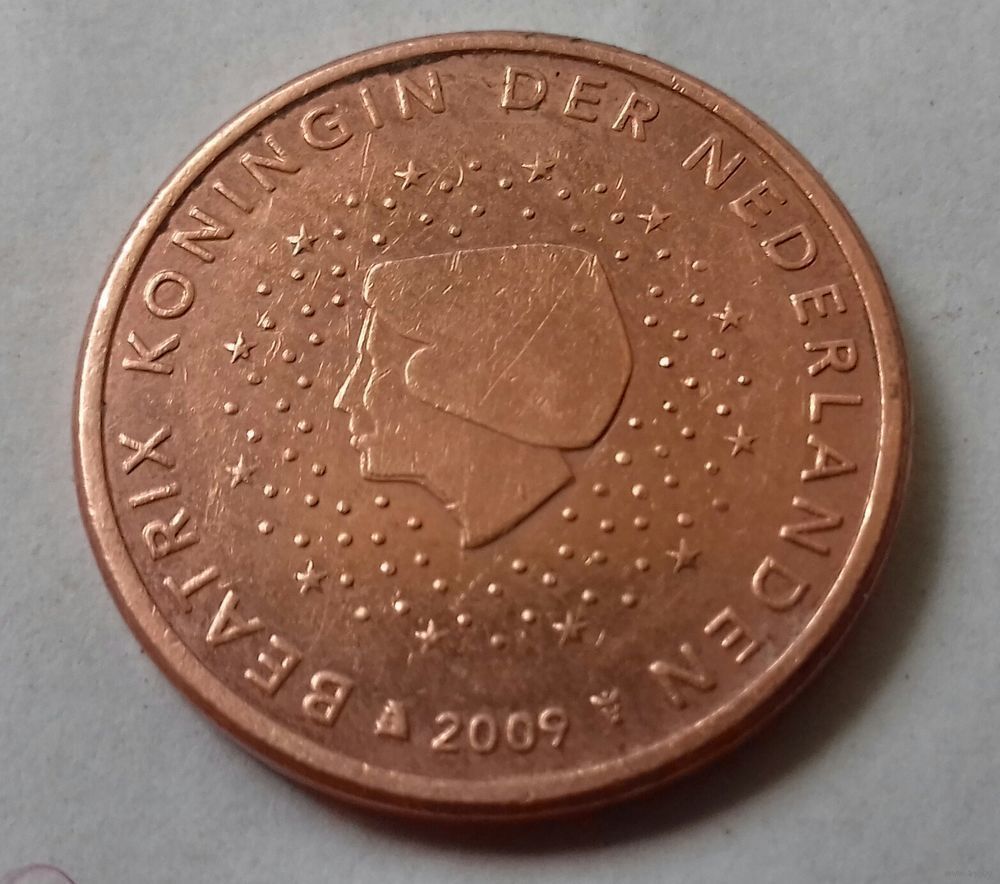 BEATRIX KONINGIN DER NEDERLANDEN
2009